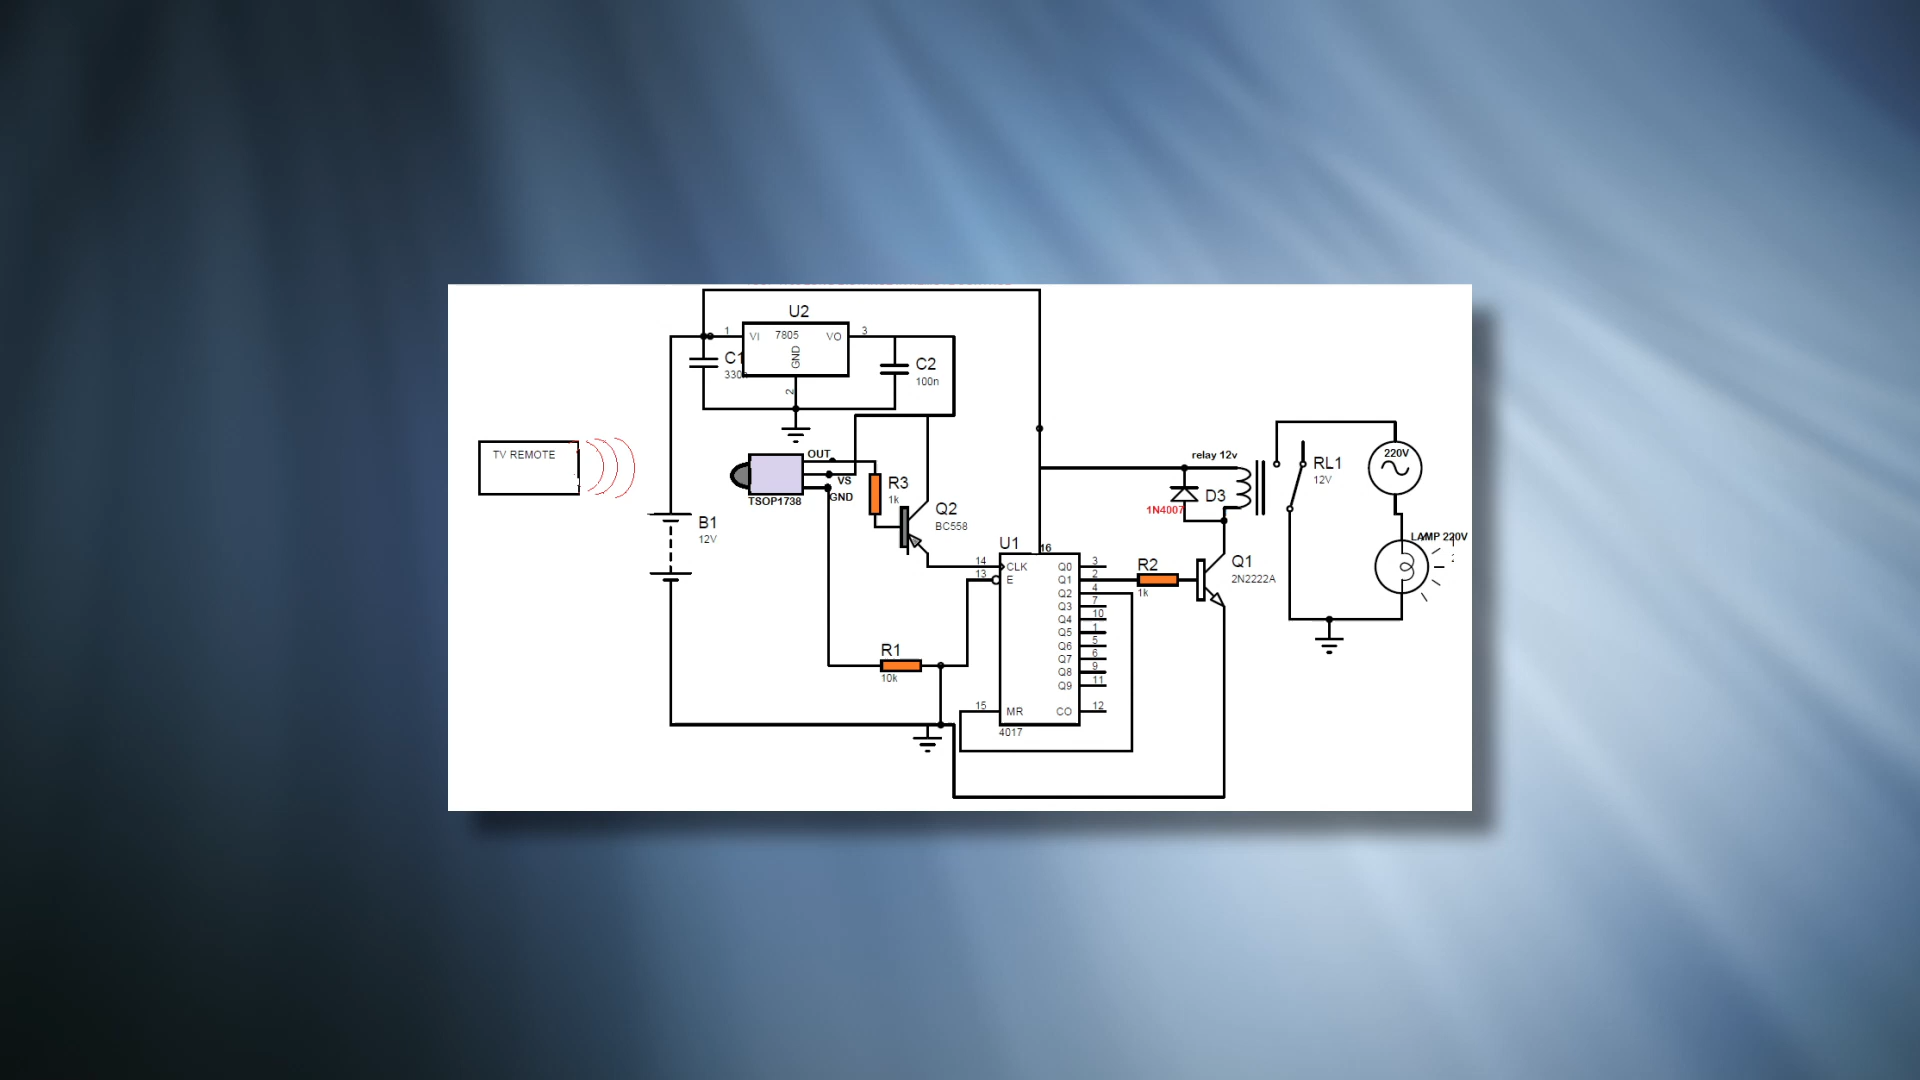 U2
1
VI
7805
VO
3
GND
2
C1
C2
100n
TV REMOTE
OUT
VS
GND
TSOP1738
R3
1k
Q2
BC558
B1
12V
relay 12v
D3
1N4007
RL1
12V
220V
LAMP 220V
U1
16
14
CLK
13
E
15
MR
4017
Q0
3
Q1
2
Q2
4
Q3
7
Q4
10
Q5
1
Q6
5
Q7
6
Q8
9
Q9
11
CO
12
R2
1k
Q1
2N2222A
R1
10k